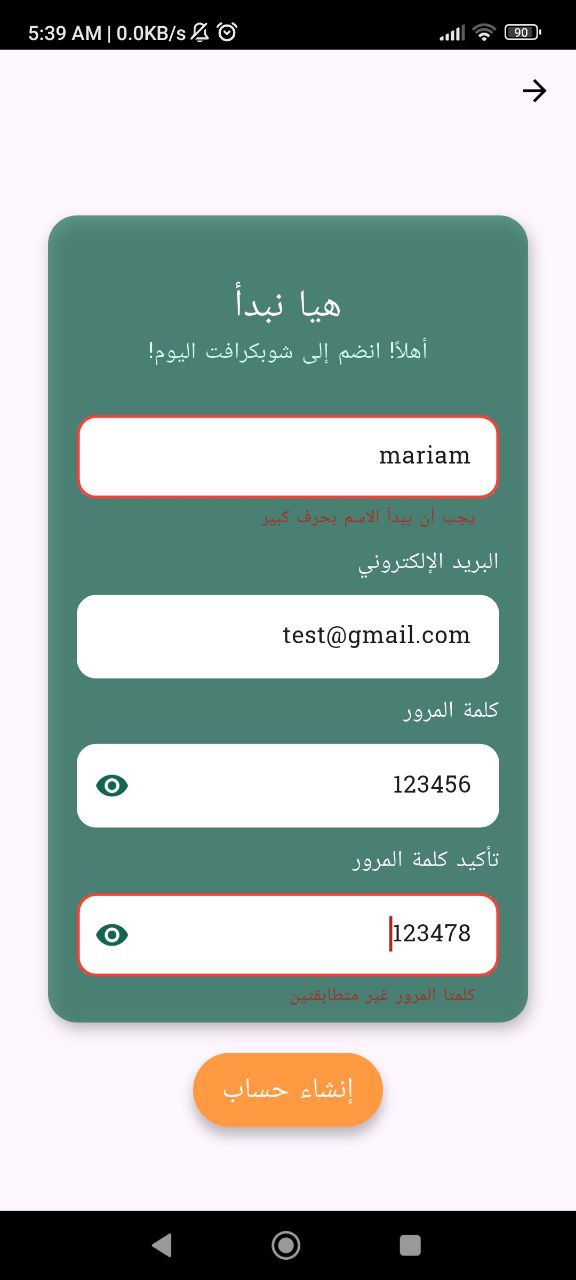 5:39 AM | 0.0KB/s
90
هيا نبدأ
أهلاً! انضم إلى شوبكرافت اليوم!
mariam
يجب أن يبدأ الاسم بحرف كبير
البريد الإلكتروني
test@gmail.com
كلمة المرور
123456
تأكيد كلمة المرور
123478
كلمتا المرور غير متطابقتين
إنشاء حساب